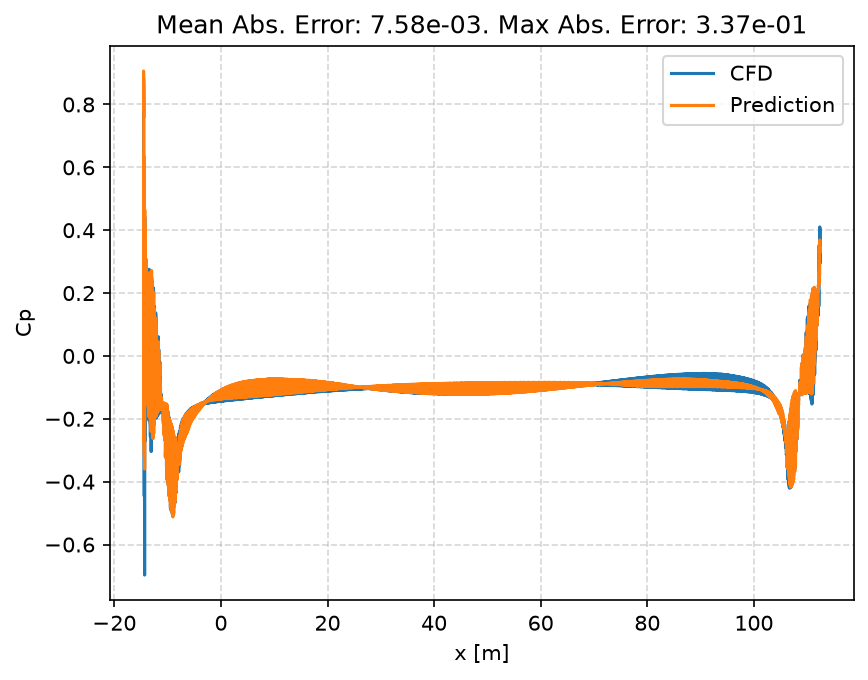 Mean Abs. Error: 7.58e-03. Max Abs. Error: 3.37e-01
CFD
Prediction
Cp
0.8
0.6
0.4
0.2
0.0
−0.2
−0.4
−0.6
−20 0 20 40 60 80 100
x [m]